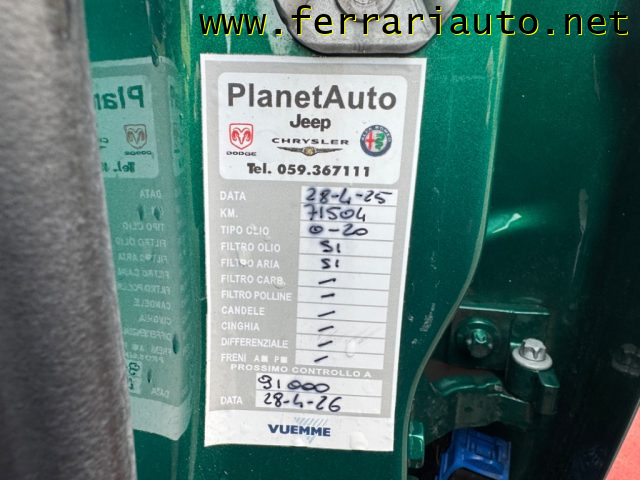 www.ferrariauto.net
PlanetAuto
Jeep
DODGE CHRYSLER
Tel. 059.367111
DATA 28-4-25
KM. 71504
TIPO OLIO 0-20
FILTRO OLIO SI
FILTRO ARIA SI
FILTRO CARB. /
FILTRO POLLINE /
CANDELE /
CINGHIA /
DIFFERENZIALE /
FRENI A P /
PROSSIMO CONTROLLO A
91000
DATA 28-4-26
VUEMME